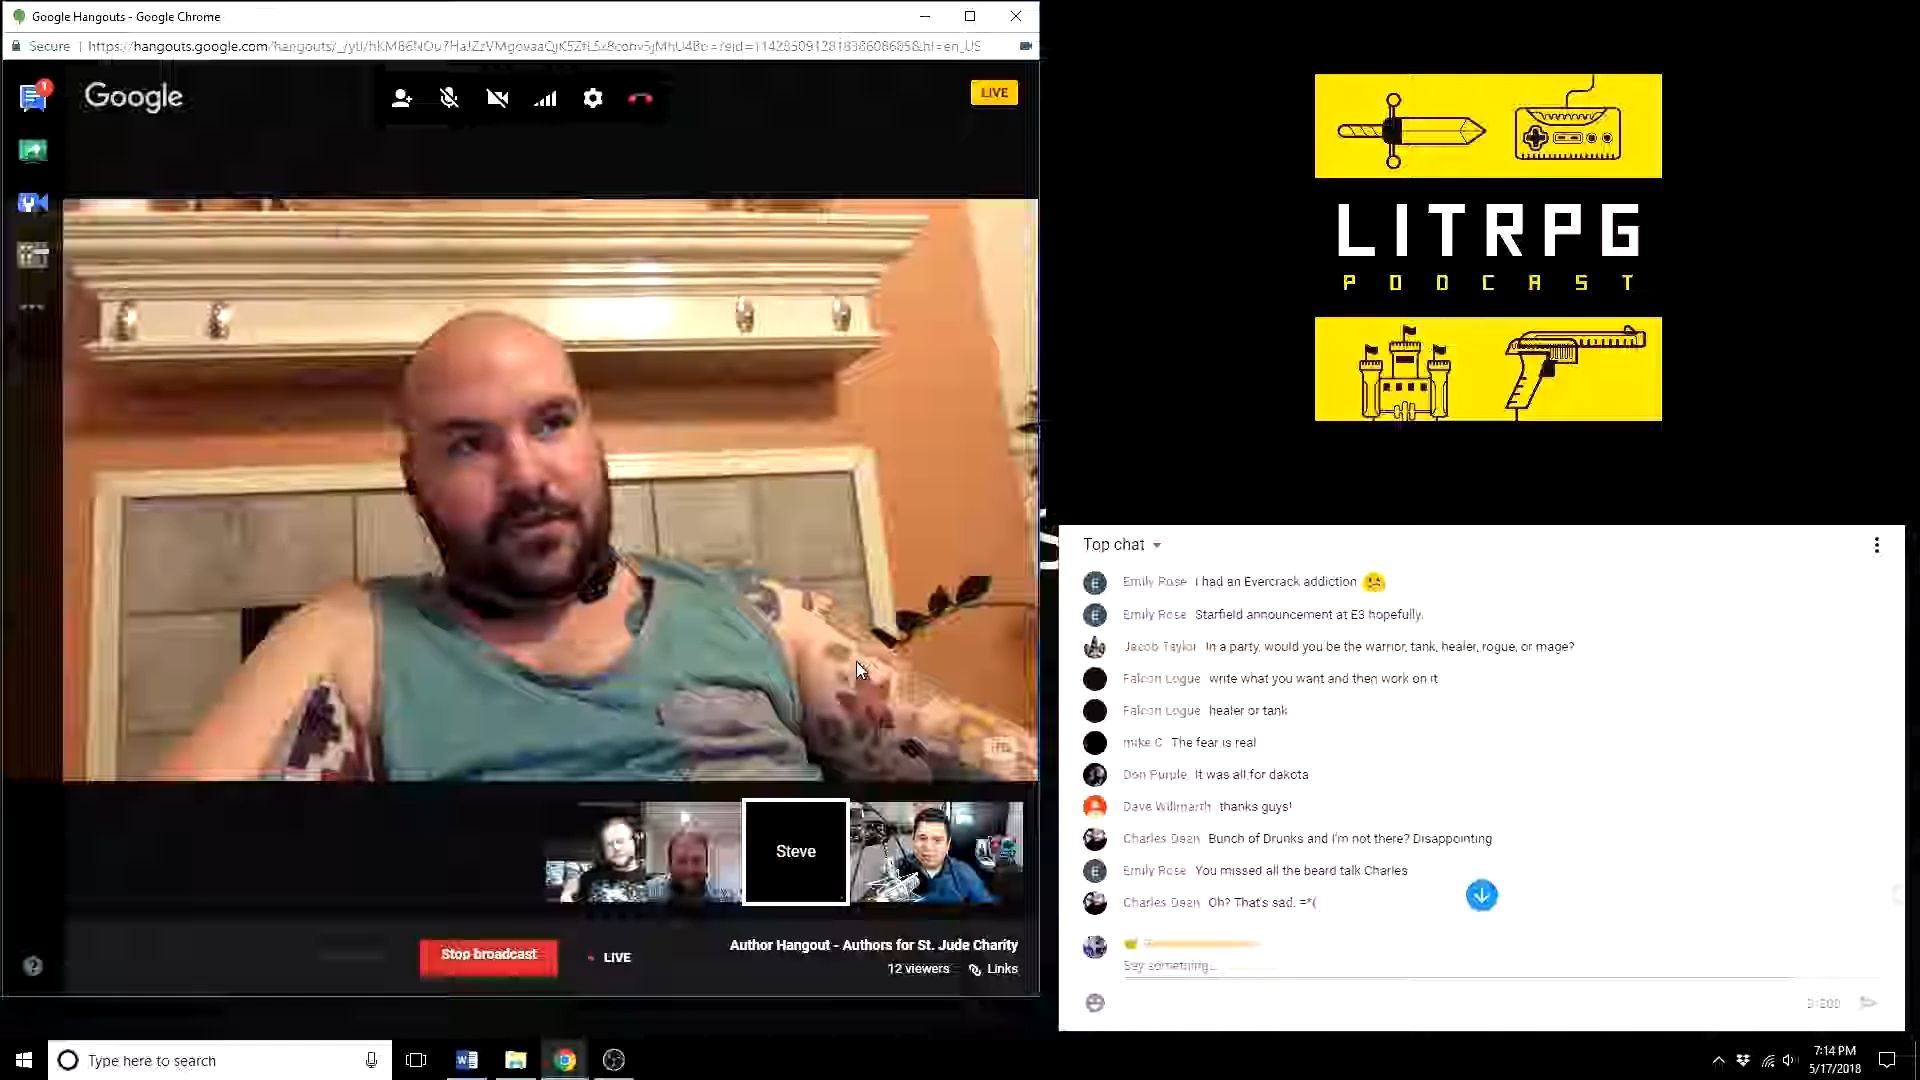 Google Hangouts - Google Chrome
Secure
Google
LIVE
LITRPG
PODCAST
Top chat
Emily Rose I had an Evercrack addiction
Emily Rose Starfield announcement at E3 hopefully.
Jacob Taylor In a party, would you be the warrior, tank, healer, rogue, or mage?
Falcon Logue write what you want and then work on it
Falcon Logue healer or tank
mike C The fear is real
Don Purple It was all for dakota
Dave Willmarth thanks guys!
Charles Dean Bunch of Drunks and I'm not there? Disappointing
Emily Rose You missed all the beard talk Charles
Charles Dean Oh? That's sad. =*(
Say something...
0/200
Steve
Stop broadcast
LIVE
Author Hangout - Authors for St. Jude Charity
12 viewers Links
Type here to search
7:14 PM
5/17/2018